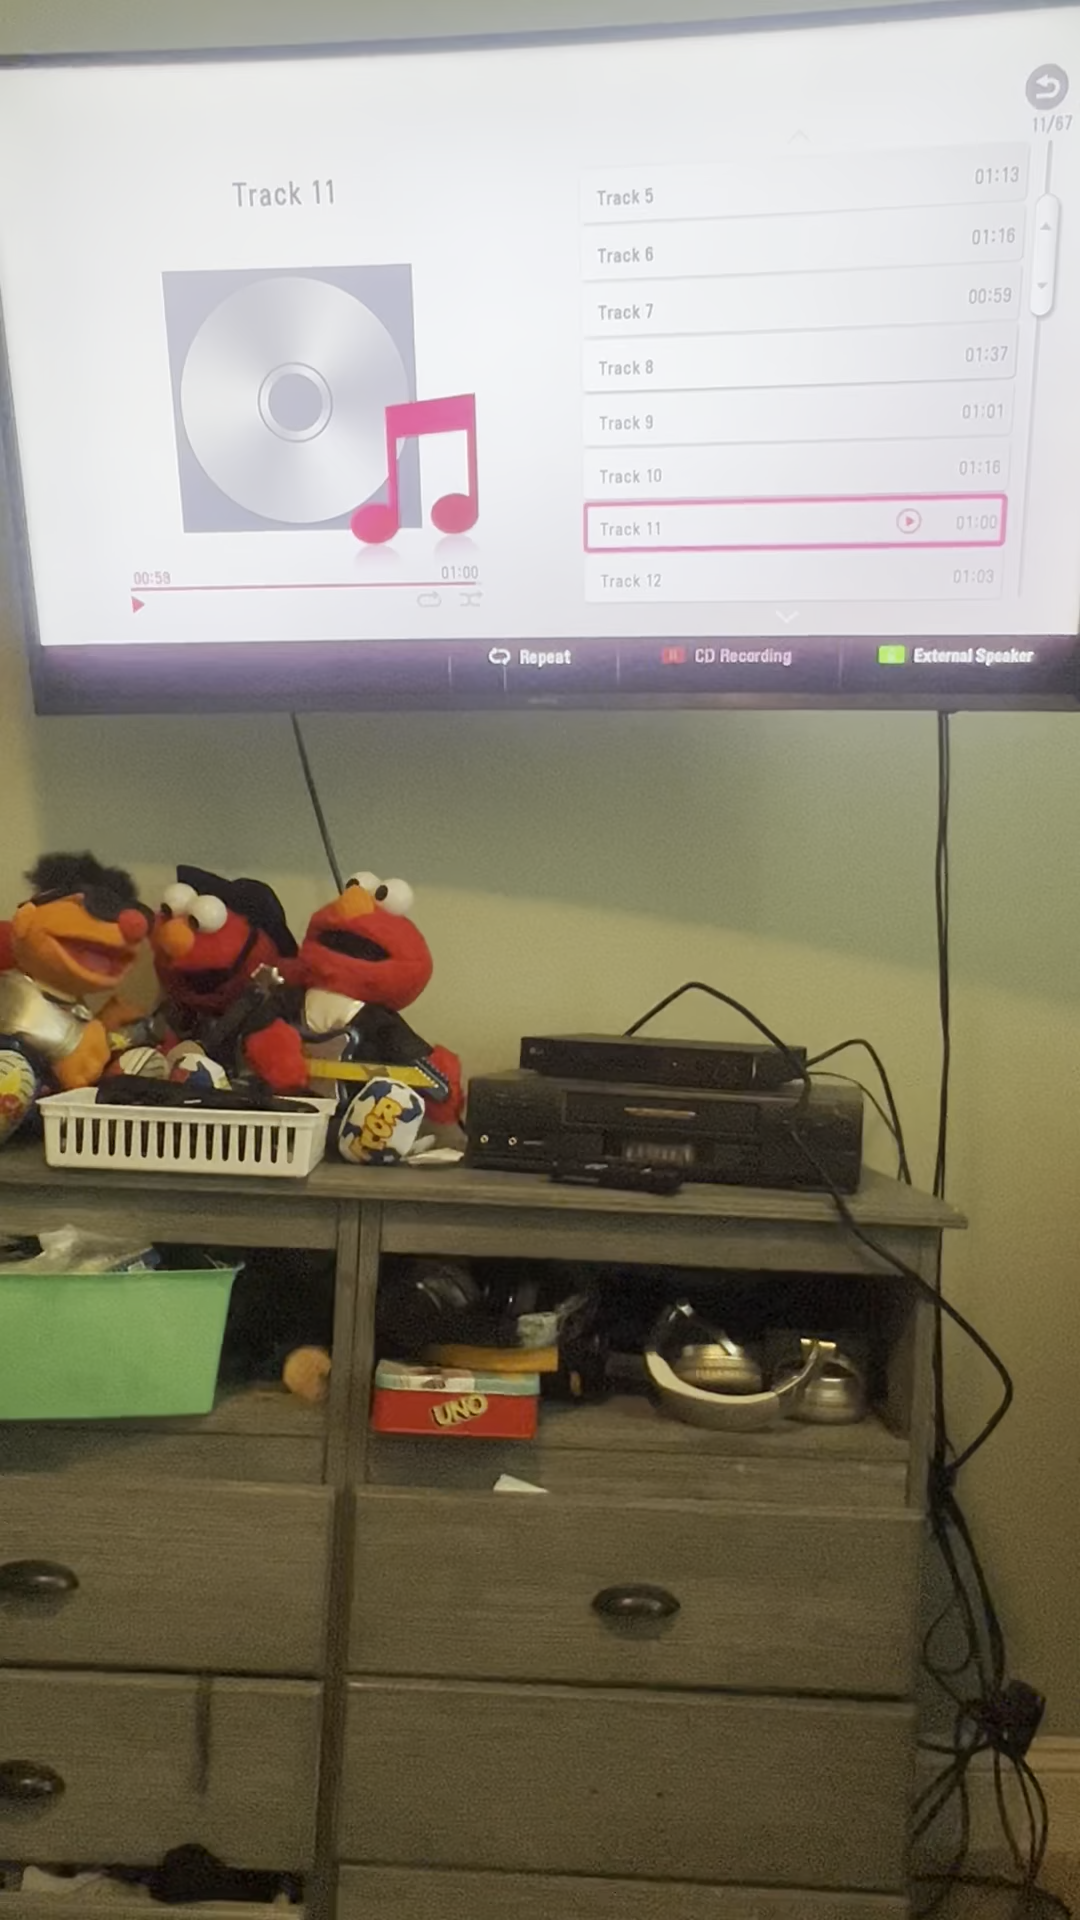 11/67
Track 11
Track 5 01:13
Track 6 01:16
Track 7 00:59
Track 8 01:37
Track 9 01:01
Track 10 01:16
Track 11 01:00
Track 12 01:03
00:59 01:00
Repeat CD Recording External Speaker
UNO